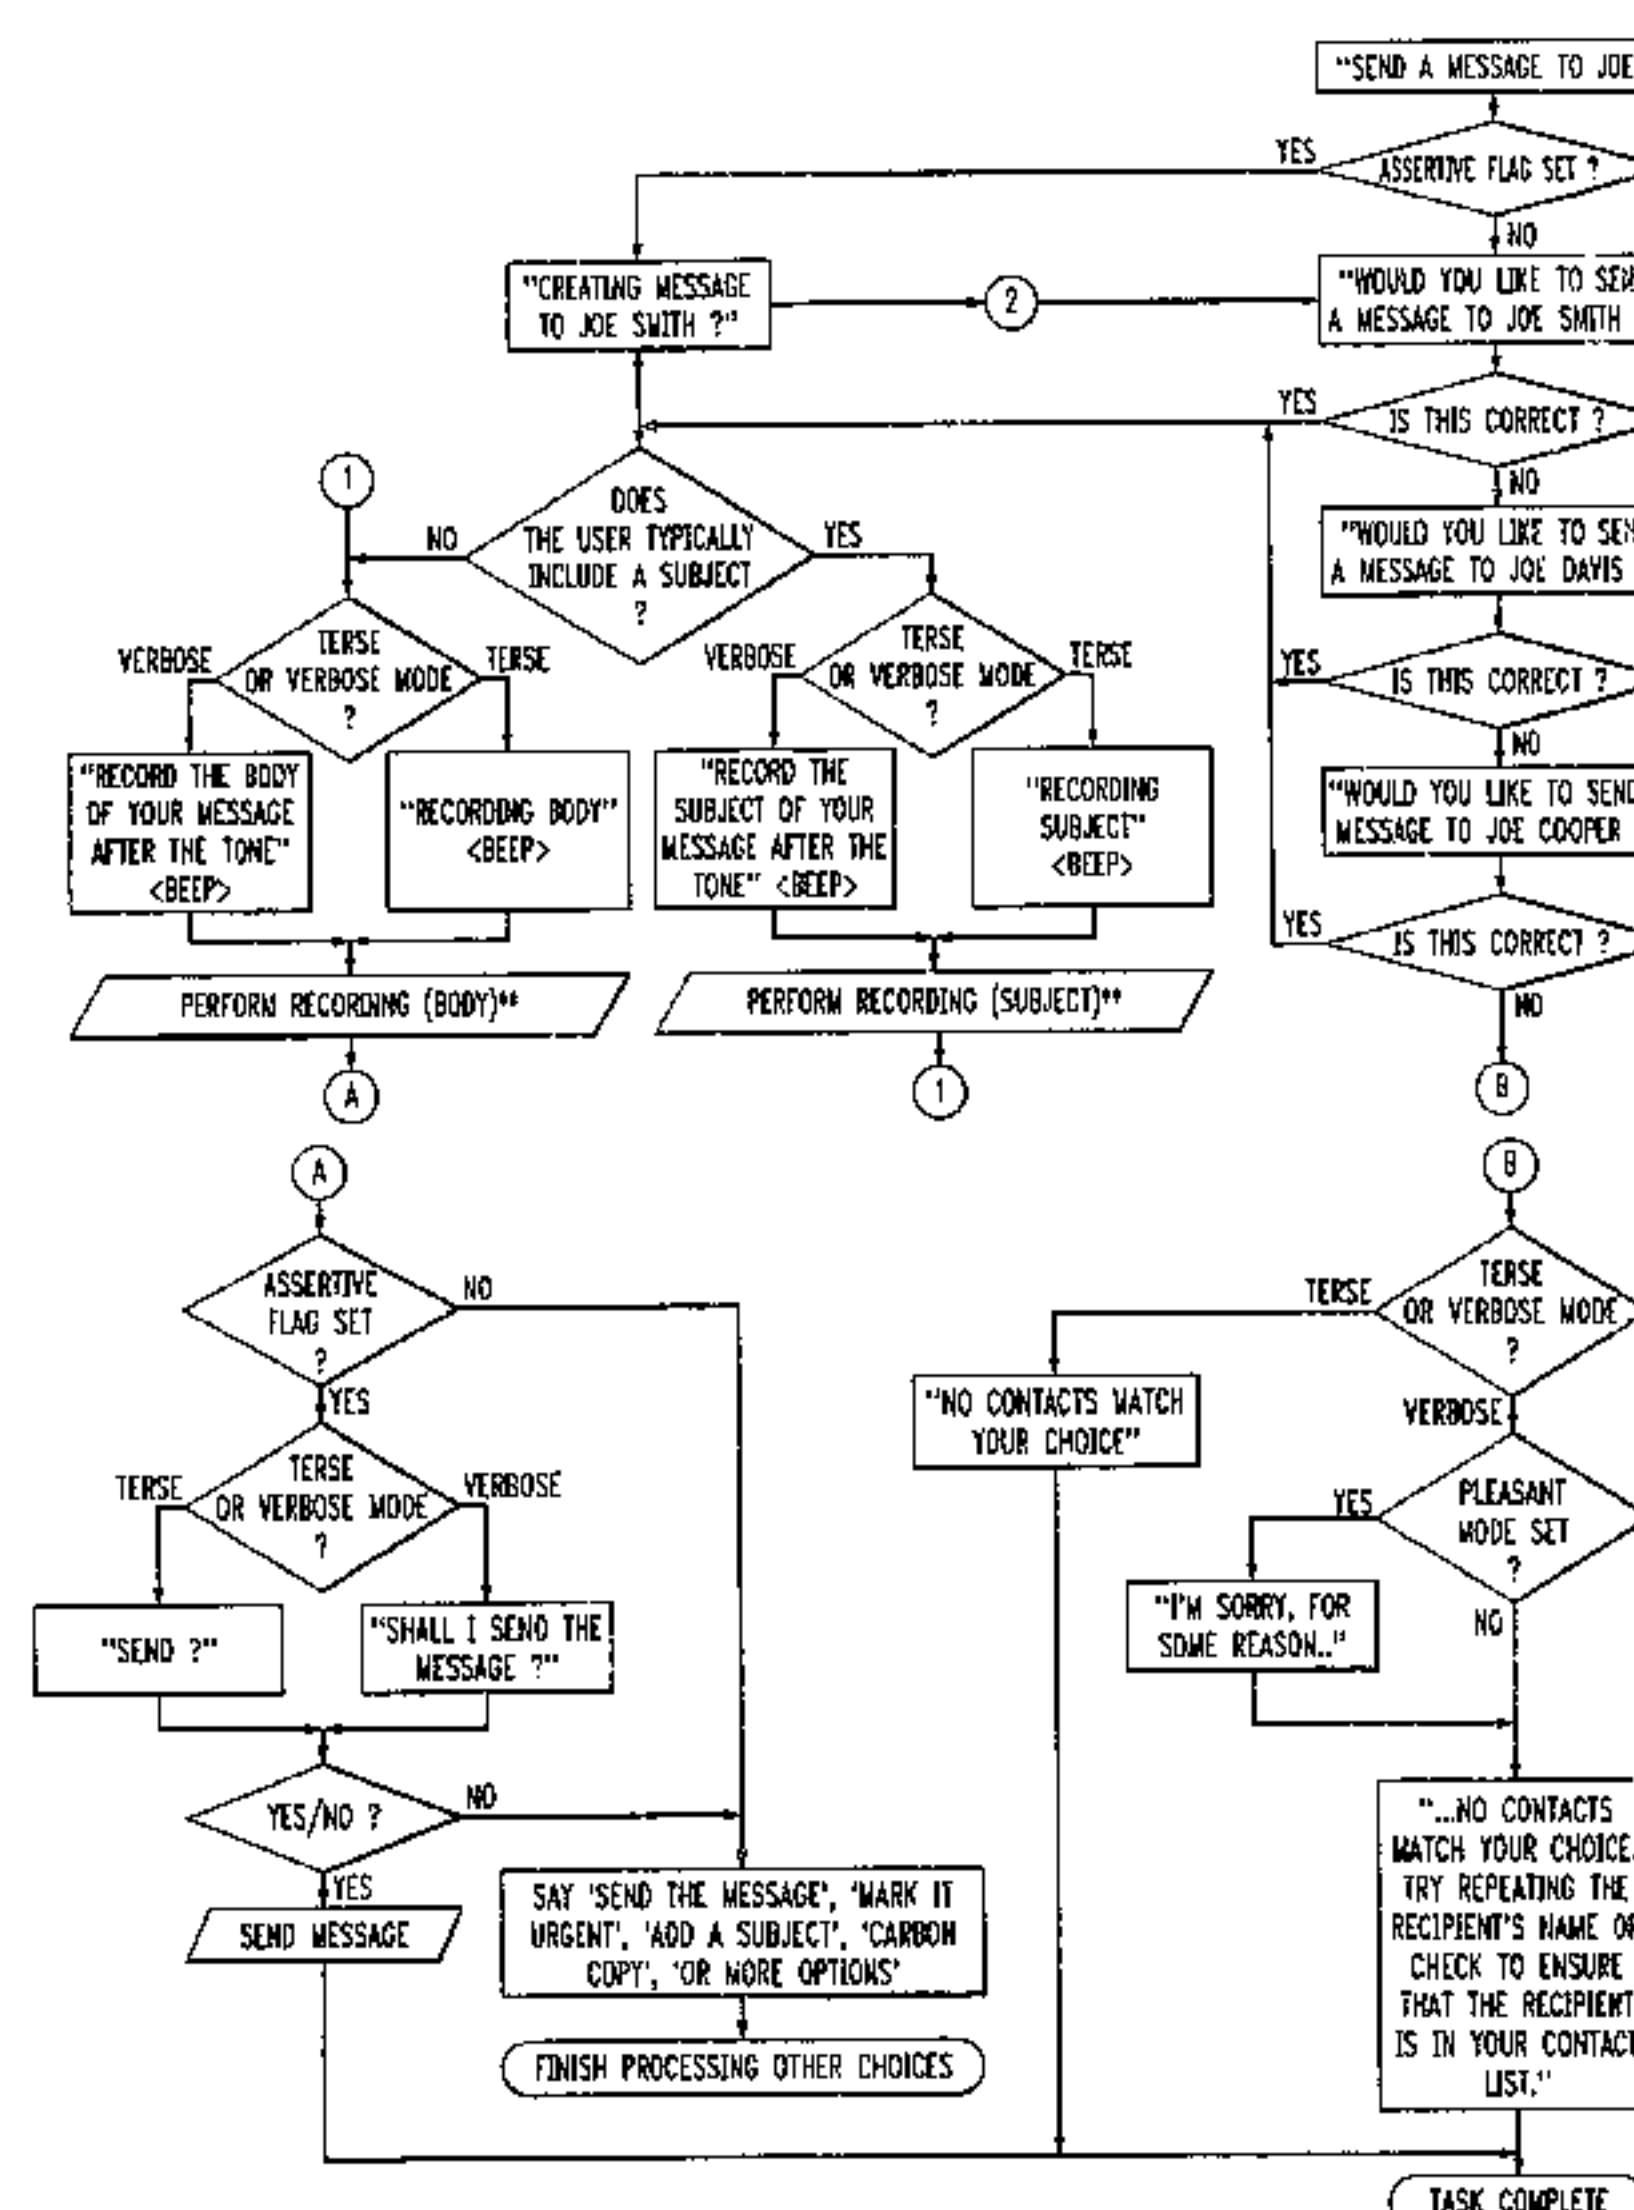 "SEND A MESSAGE TO JOE
YES
ASSERTIVE FLAG SET ?
NO
"CREATING MESSAGE
TO JOE SMITH ?"
2
"WOULD YOU LIKE TO
A MESSAGE TO JOE SMITH
YES
IS THIS CORRECT ?
NO
1
DOES
THE USER TYPICALLY
INCLUDE A SUBJECT
?
NO
YES
"WOULD YOU LIKE TO
A MESSAGE TO JOE DAVIS
TERSE
OR VERBOSE MODE
?
VERBOSE
TERSE
TERSE
OR VERBOSE MODE
?
VERBOSE
TERSE
YES
IS THIS CORRECT ?
NO
"RECORD THE BODY
OF YOUR MESSAGE
AFTER THE TONE"
<BEEP>
"RECORDING BODY"
<BEEP>
"RECORD THE
SUBJECT OF YOUR
MESSAGE AFTER THE
TONE" <BEEP>
"RECORDING
SUBJECT"
<BEEP>
"WOULD YOU LIKE TO SEND
MESSAGE TO JOE COOPER
YES
IS THIS CORRECT ?
NO
PERFORM RECORDING (BODY)**
PERFORM RECORDING (SUBJECT)**
A
1
B
A
B
ASSERTIVE
FLAG SET
?
NO
YES
TERSE
OR VERBOSE MODE
?
TERSE
VERBOSE
"NO CONTACTS MATCH
YOUR CHOICE"
TERSE
OR VERBOSE MODE
?
TERSE
VERBOSE
PLEASANT
MODE SET
?
YES
NO
"SEND ?"
"SHALL I SEND THE
MESSAGE ?"
"I'M SORRY, FOR
SOME REASON.."
YES/NO ?
NO
YES
SEND MESSAGE
SAY 'SEND THE MESSAGE', 'MARK IT
URGENT', 'ADD A SUBJECT', 'CARBON
COPY', 'OR MORE OPTIONS'
FINISH PROCESSING OTHER CHOICES
"...NO CONTACTS
MATCH YOUR CHOICE.
TRY REPEATING THE
RECIPIENT'S NAME OR
CHECK TO ENSURE
THAT THE RECIPIENT
IS IN YOUR CONTACT
LIST."
TASK COMPLETE